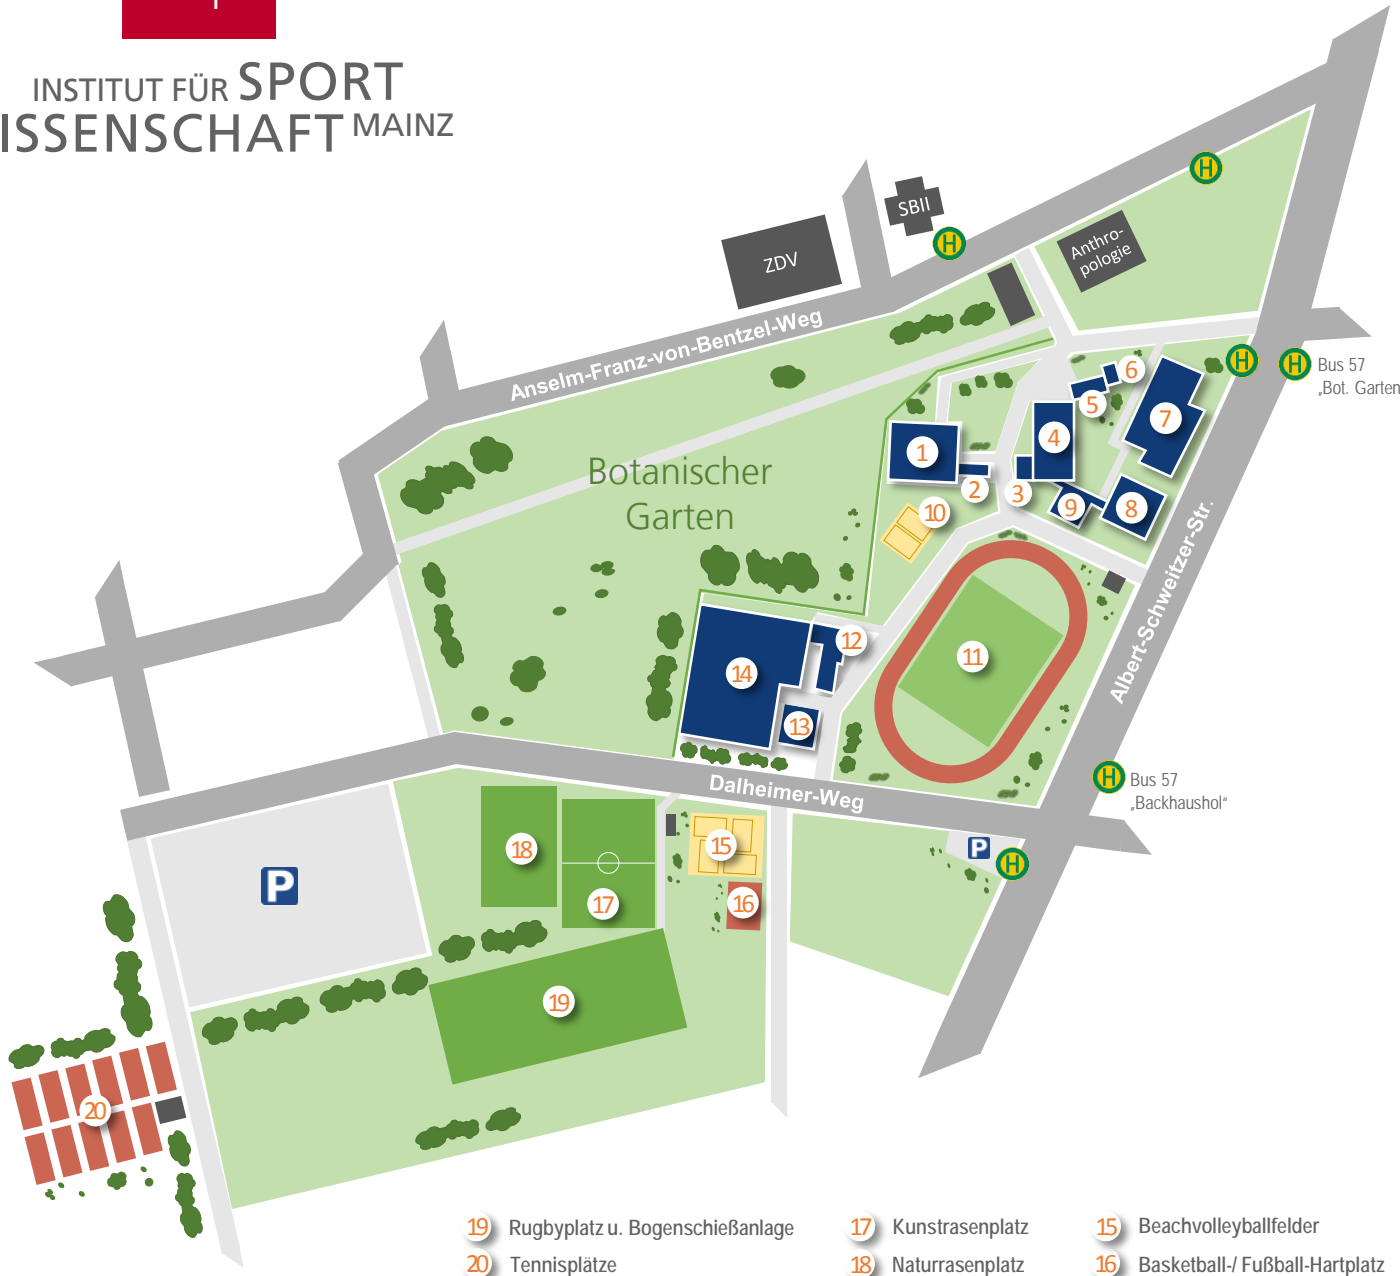 INSTITUT FÜR SPORT
ISSENSCHAFT MAINZ
H
SBII
H
ZDV
Anthro-
pologie
Anselm-Franz-von-Bentzel-Weg
H
H
Bus 57
„Bot. Garten
6
5
7
4
1
2
3
9
8
10
Botanischer
Garten
Albert-Schweitzer-Str.
12
11
14
13
H
Bus 57
„Backhaushol“
Dalheimer-Weg
P
H
18
15
17
16
P
19
20
19 Rugbyplatz u. Bogenschießanlage
20 Tennisplätze
17 Kunstrasenplatz
18 Naturrasenplatz
15 Beachvolleyballfelder
16 Basketball-/ Fußball-Hartplatz